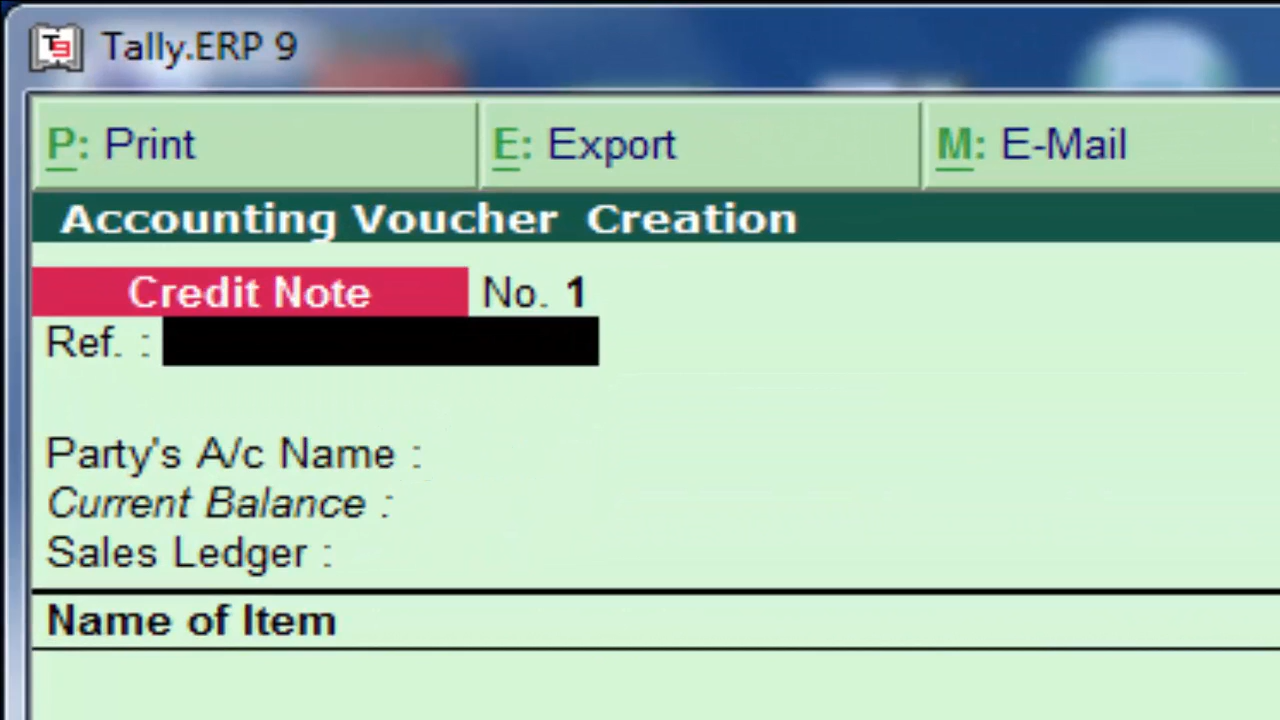 Tally.ERP 9
P: Print E: Export M: E-Mail
Accounting Voucher Creation
Credit Note No. 1
Ref. :
Party's A/c Name :
Current Balance :
Sales Ledger :
Name of Item